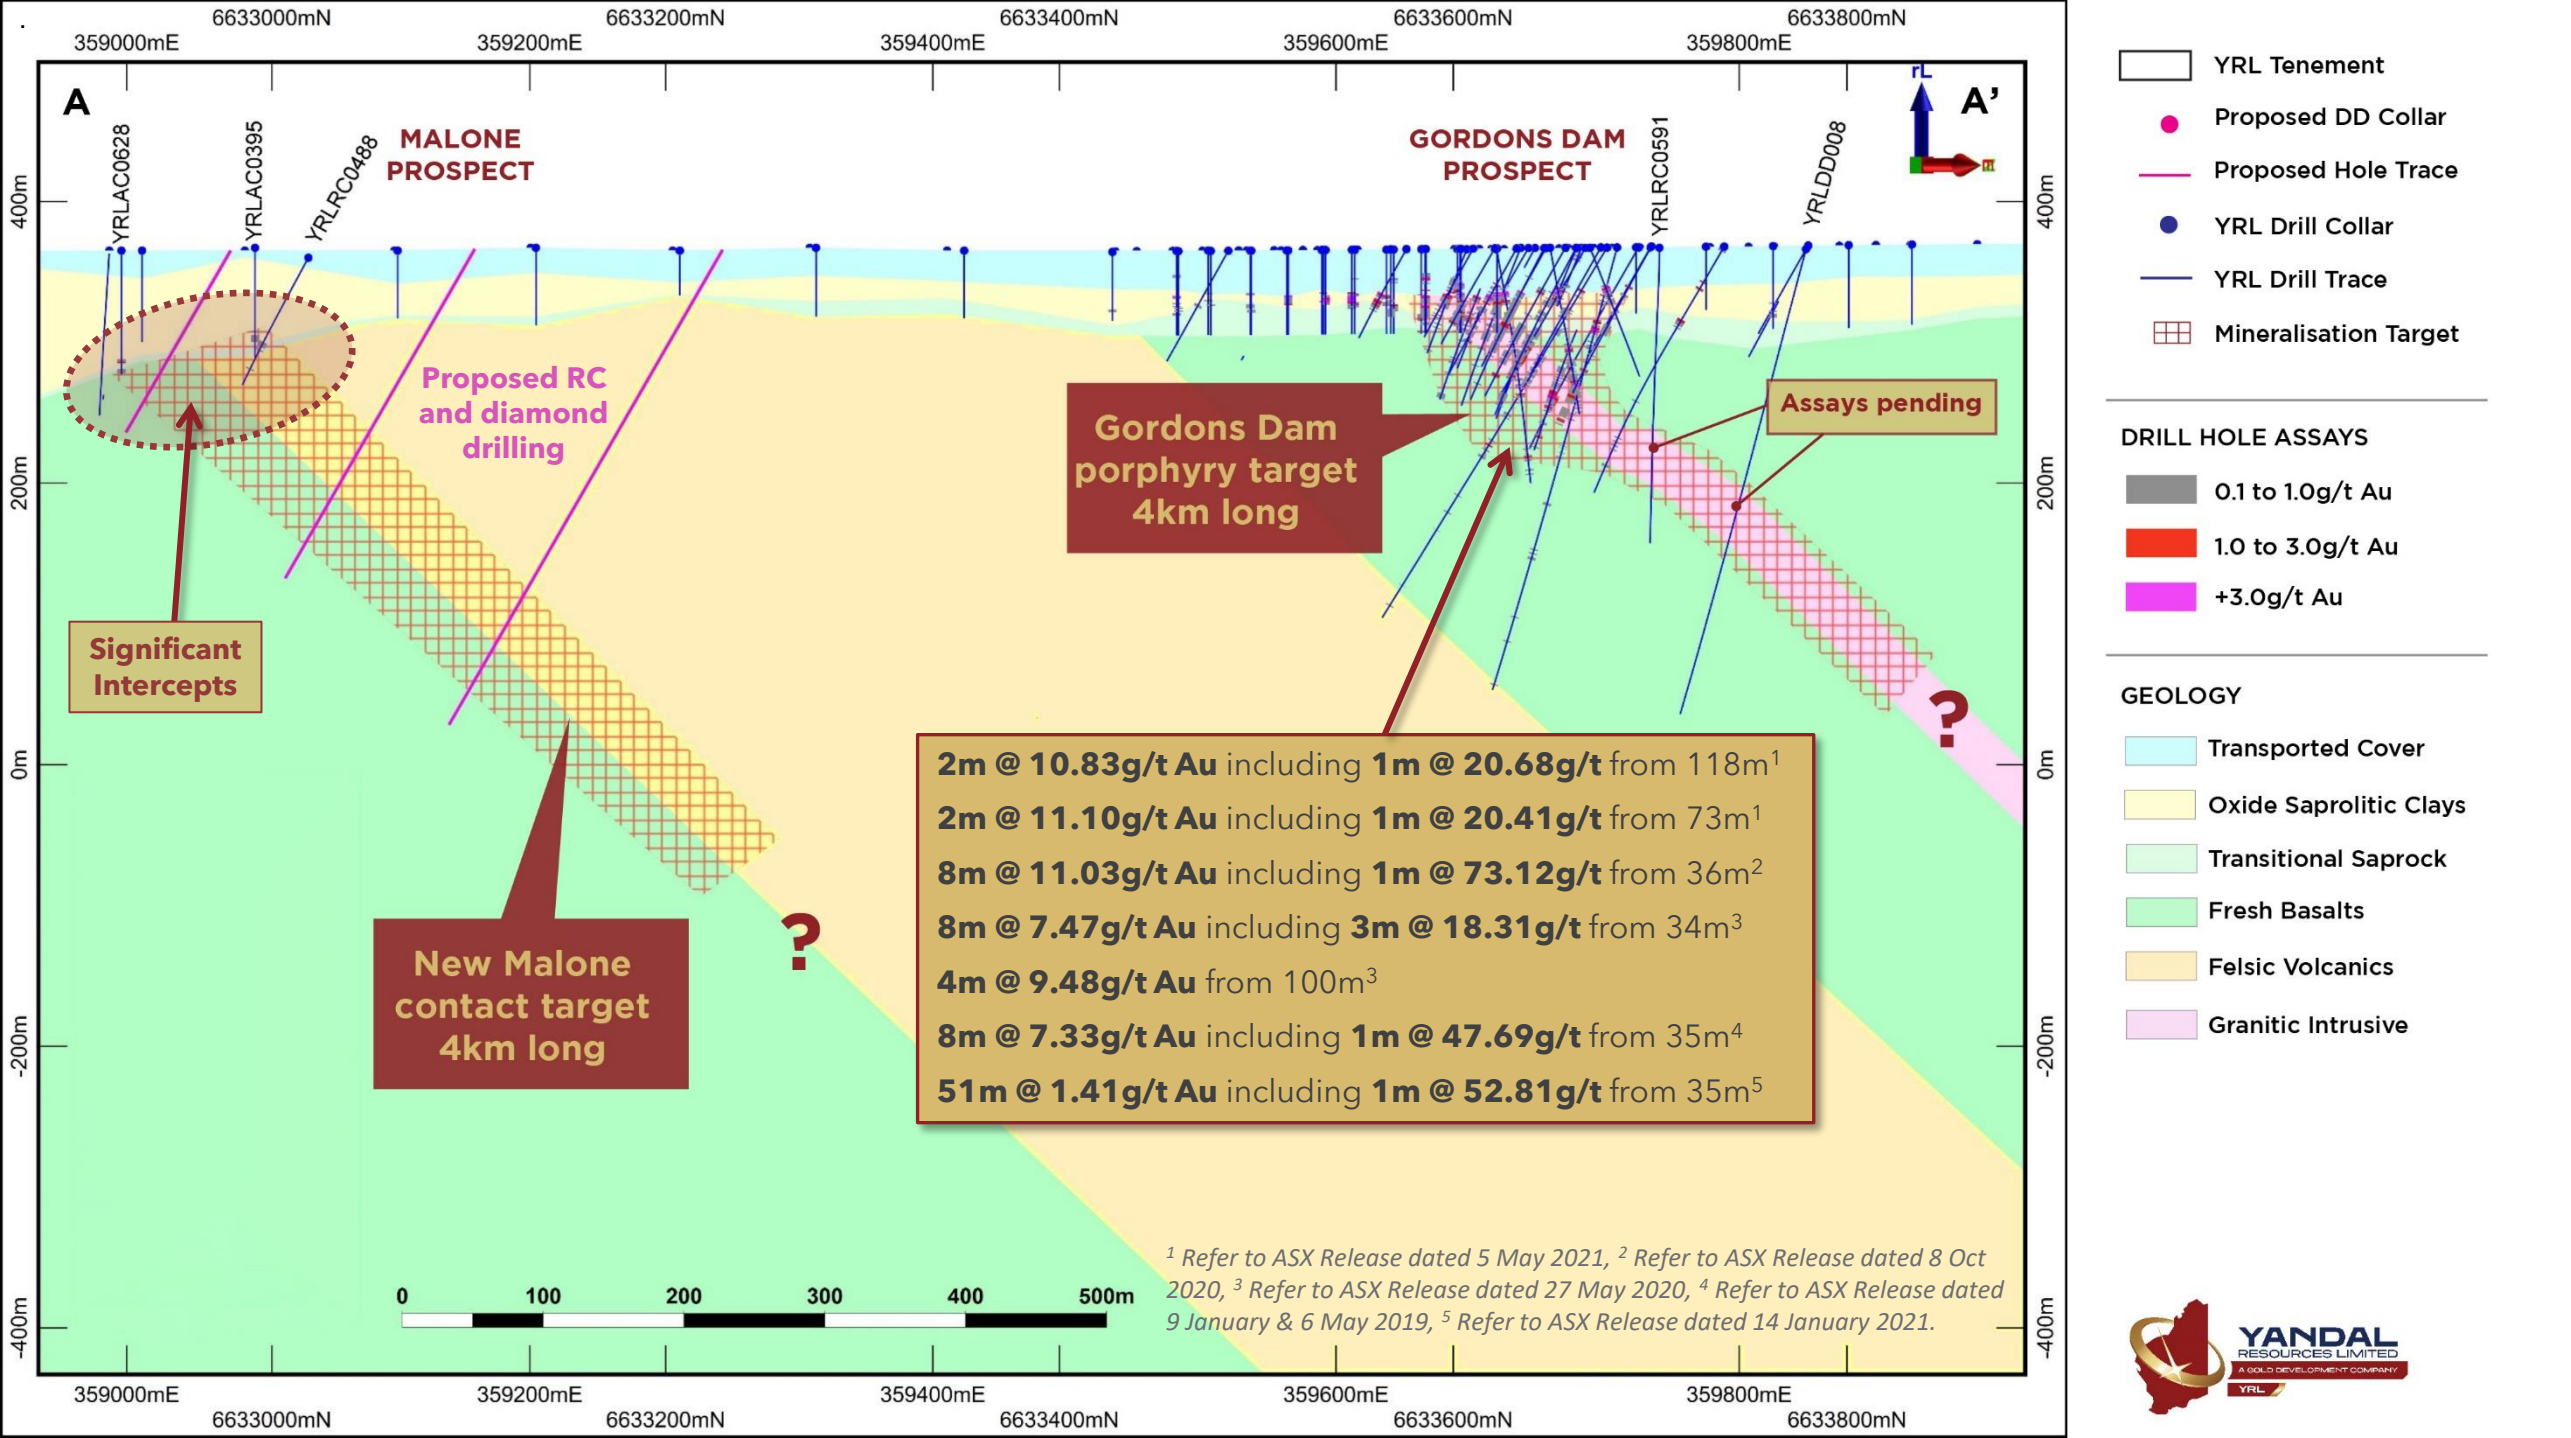 6633000mN 6633200mN 6633400mN 6633600mN 6633800mN
359000mE 359200mE 359400mE 359600mE 359800mE
A
A’
rL
YRLAC0628
YRLAC0395
YRLRC0488
MALONE
PROSPECT
GORDONS DAM
PROSPECT
YRLRC0591
YRLDD008
400m
200m
0m
-200m
-400m
400m
200m
0m
-200m
-400m
Proposed RC
and diamond
drilling
Gordons Dam
porphyry target
4km long
Assays pending
Significant
Intercepts
?
?
New Malone
contact target
4km long
2m @ 10.83g/t Au including 1m @ 20.68g/t from 118m¹
2m @ 11.10g/t Au including 1m @ 20.41g/t from 73m¹
8m @ 11.03g/t Au including 1m @ 73.12g/t from 36m²
8m @ 7.47g/t Au including 3m @ 18.31g/t from 34m³
4m @ 9.48g/t Au from 100m³
8m @ 7.33g/t Au including 1m @ 47.69g/t from 35m⁴
51m @ 1.41g/t Au including 1m @ 52.81g/t from 35m⁵
¹ Refer to ASX Release dated 5 May 2021, ² Refer to ASX Release dated 8 Oct
2020, ³ Refer to ASX Release dated 27 May 2020, ⁴ Refer to ASX Release dated
9 January & 6 May 2019, ⁵ Refer to ASX Release dated 14 January 2021.
0 100 200 300 400 500m
359000mE 359200mE 359400mE 359600mE 359800mE
6633000mN 6633200mN 6633400mN 6633600mN 6633800mN
YRL Tenement
Proposed DD Collar
Proposed Hole Trace
YRL Drill Collar
YRL Drill Trace
Mineralisation Target
DRILL HOLE ASSAYS
0.1 to 1.0g/t Au
1.0 to 3.0g/t Au
+3.0g/t Au
GEOLOGY
Transported Cover
Oxide Saprolitic Clays
Transitional Saprock
Fresh Basalts
Felsic Volcanics
Granitic Intrusive
YANDAL
RESOURCES LIMITED
A GOLD DEVELOPMENT COMPANY
YRL